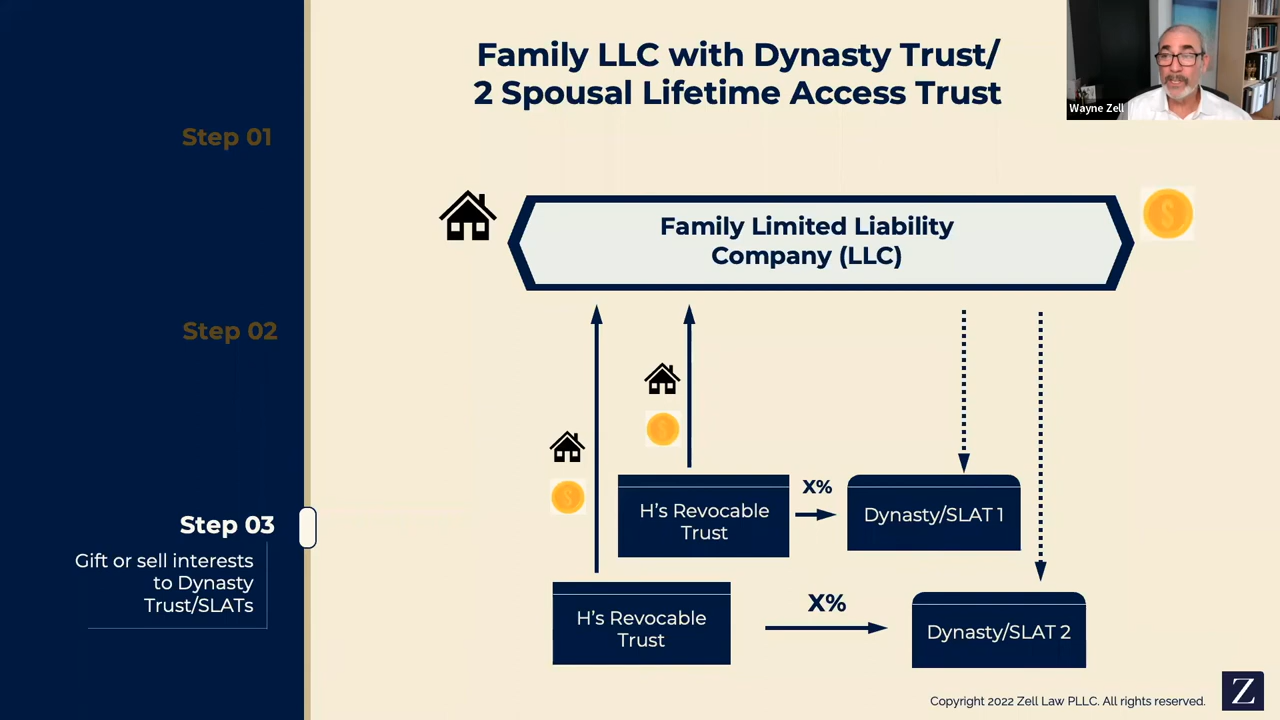 Family LLC with Dynasty Trust/
2 Spousal Lifetime Access Trust
Wayne Zell
Step 01
Step 02
Step 03
Gift or sell interests
to Dynasty
Trust/SLATs
Family Limited Liability
Company (LLC)
H's Revocable
Trust
X%
Dynasty/SLAT 1
H's Revocable
Trust
X%
Dynasty/SLAT 2
Copyright 2022 Zell Law PLLC. All rights reserved.
Z